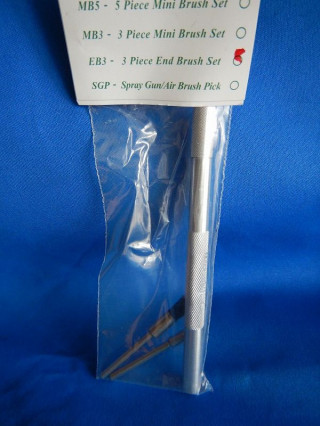 MB5 - 5 Piece Mini Brush Set
MB3 - 3 Piece Mini Brush Set
EB3 - 3 Piece End Brush Set
SGP - Spray Gun/Air Brush Pick